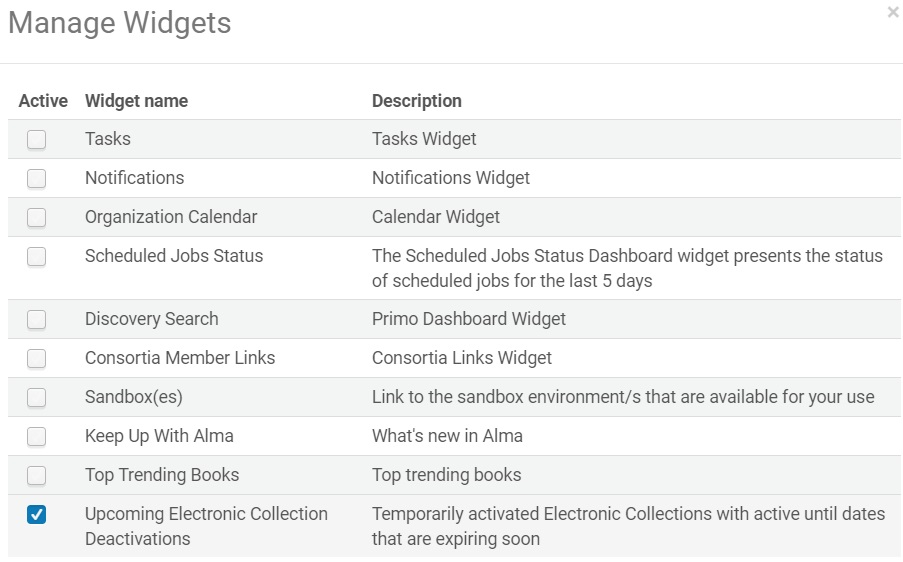 Manage Widgets
×
Active Widget name Description
Tasks Tasks Widget
Notifications Notifications Widget
Organization Calendar Calendar Widget
Scheduled Jobs Status The Scheduled Jobs Status Dashboard widget presents the status
of scheduled jobs for the last 5 days
Discovery Search Primo Dashboard Widget
Consortia Member Links Consortia Links Widget
Sandbox(es) Link to the sandbox environment/s that are available for your use
Keep Up With Alma What's new in Alma
Top Trending Books Top trending books
Upcoming Electronic Collection Temporarily activated Electronic Collections with active until dates
Deactivations that are expiring soon